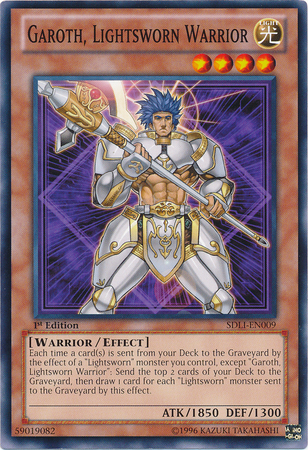 GAROTH, LIGHTSWORN WARRIOR
LIGHT
光
1st Edition
SDLI-EN009
[WARRIOR / EFFECT]
Each time a card(s) is sent from your Deck to the Graveyard by
the effect of a "Lightsworn" monster you control, except "Garoth,
Lightsworn Warrior": Send the top 2 cards of your Deck to the
Graveyard, then draw 1 card for each "Lightsworn" monster sent
to the Graveyard by this effect.
ATK/1850 DEF/1300
59019082
©1996 KAZUKI TAKAHASHI